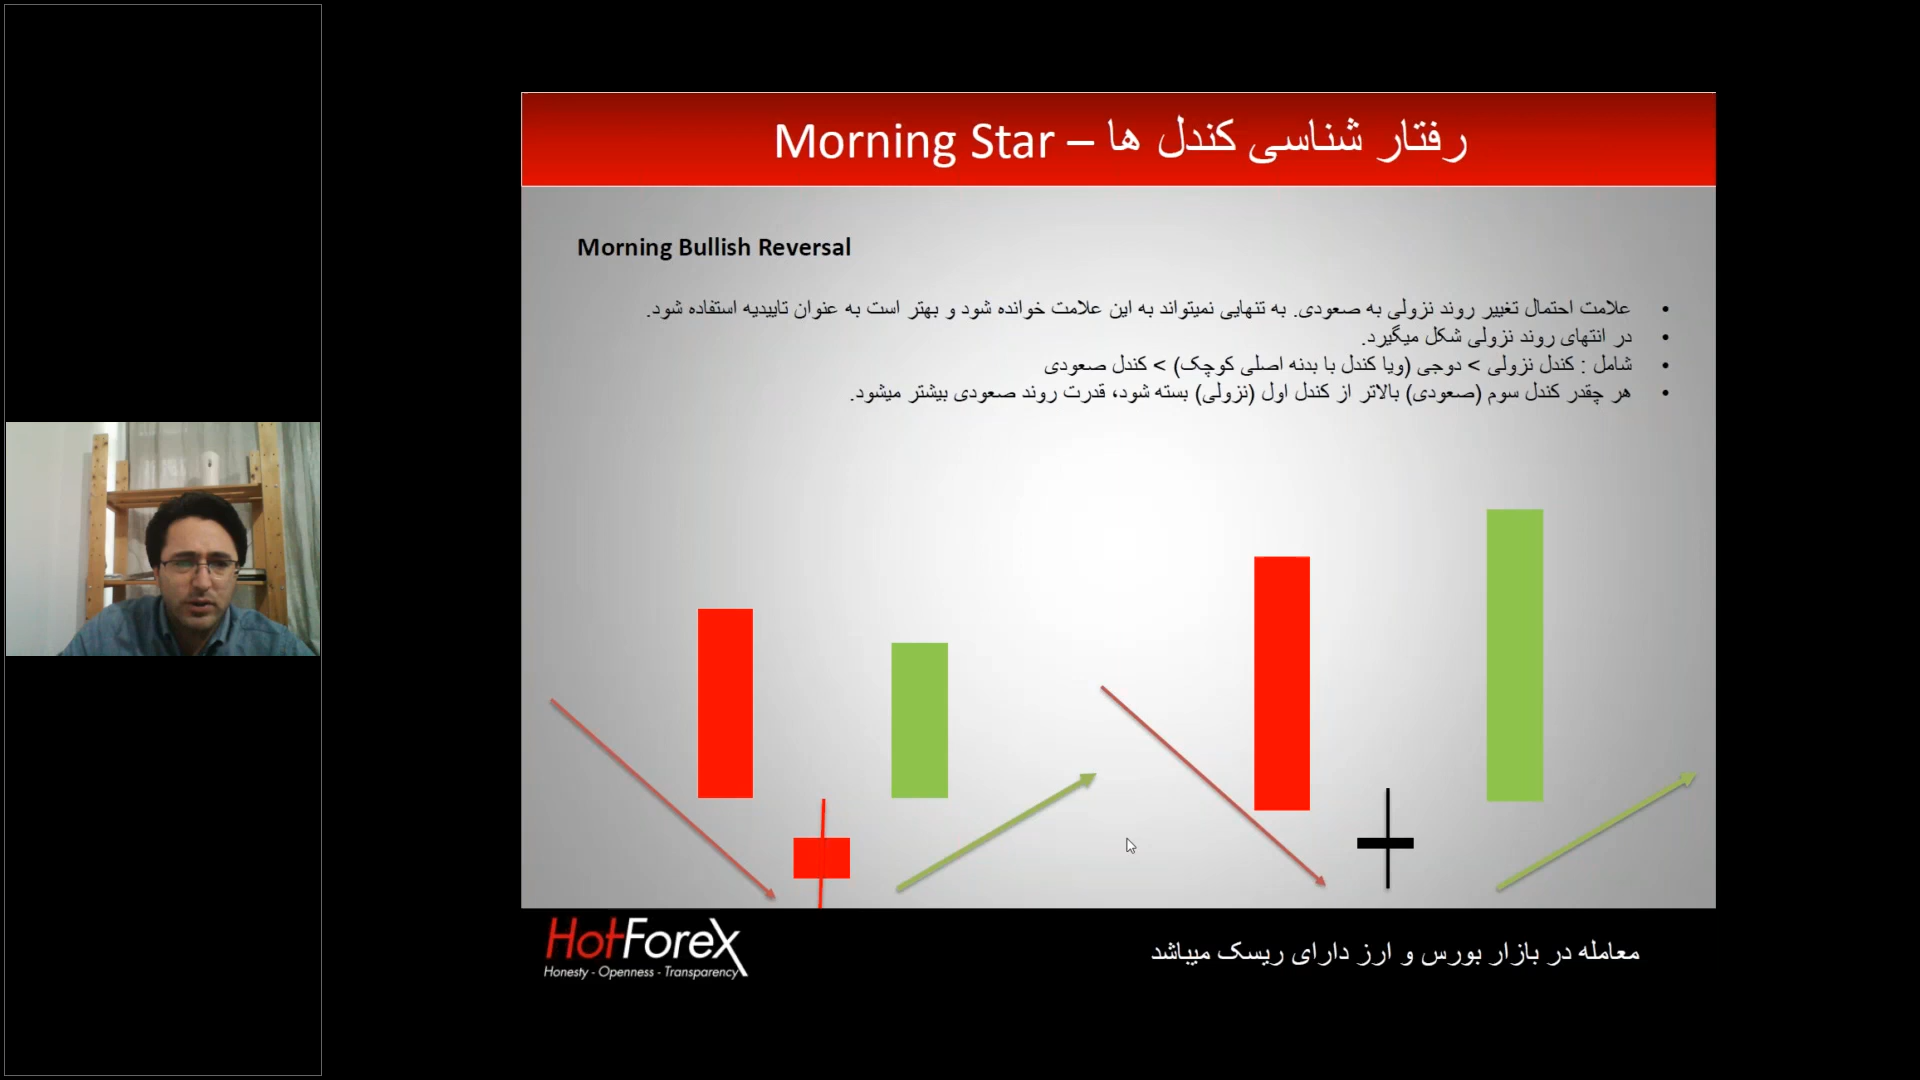 رفتار شناسی کندل ها – Morning Star
Morning Bullish Reversal
• علامت احتمال تغییر روند نزولی به صعودی. به تنهایی نمیتواند به این علامت خوانده شود و بهتر است به عنوان تاییدیه استفاده شود.
• در انتهای روند نزولی شکل میگیرد.
• شامل : کندل نزولی > دوجی (ویا کندل با بدنه اصلی کوچک) > کندل صعودی
• هر چقدر کندل سوم (صعودی) بالاتر از کندل اول (نزولی) بسته شود، قدرت روند صعودی بیشتر میشود.
HotForex
Honesty - Openness - Transparency
معامله در بازار بورس و ارز دارای ریسک میباشد